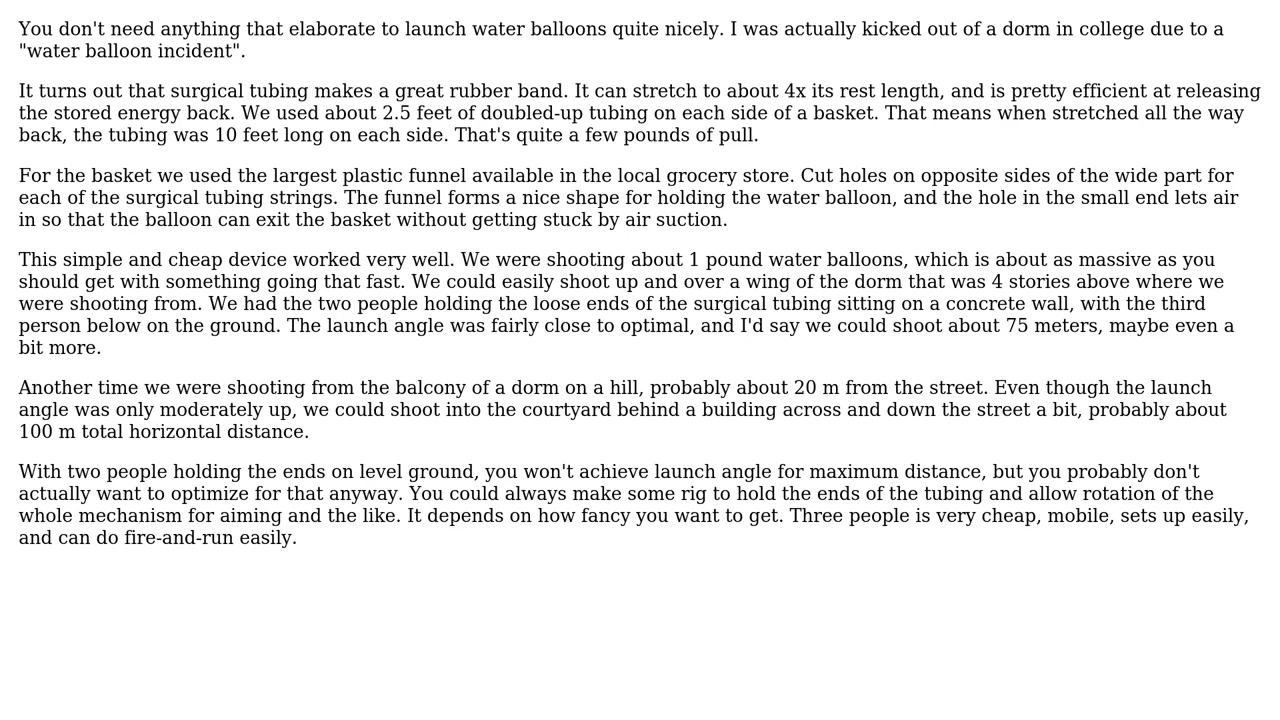 You don't need anything that elaborate to launch water balloons quite nicely. I was actually kicked out of a dorm in college due to a
"water balloon incident".
It turns out that surgical tubing makes a great rubber band. It can stretch to about 4x its rest length, and is pretty efficient at releasing
the stored energy back. We used about 2.5 feet of doubled-up tubing on each side of a basket. That means when stretched all the way
back, the tubing was 10 feet long on each side. That's quite a few pounds of pull.
For the basket we used the largest plastic funnel available in the local grocery store. Cut holes on opposite sides of the wide part for
each of the surgical tubing strings. The funnel forms a nice shape for holding the water balloon, and the hole in the small end lets air
in so that the balloon can exit the basket without getting stuck by air suction.
This simple and cheap device worked very well. We were shooting about 1 pound water balloons, which is about as massive as you
should get with something going that fast. We could easily shoot up and over a wing of the dorm that was 4 stories above where we
were shooting from. We had the two people holding the loose ends of the surgical tubing sitting on a concrete wall, with the third
person below on the ground. The launch angle was fairly close to optimal, and I'd say we could shoot about 75 meters, maybe even a
bit more.
Another time we were shooting from the balcony of a dorm on a hill, probably about 20 m from the street. Even though the launch
angle was only moderately up, we could shoot into the courtyard behind a building across and down the street a bit, probably about
100 m total horizontal distance.
With two people holding the ends on level ground, you won't achieve launch angle for maximum distance, but you probably don't
actually want to optimize for that anyway. You could always make some rig to hold the ends of the tubing and allow rotation of the
whole mechanism for aiming and the like. It depends on how fancy you want to get. Three people is very cheap, mobile, sets up easily,
and can do fire-and-run easily.